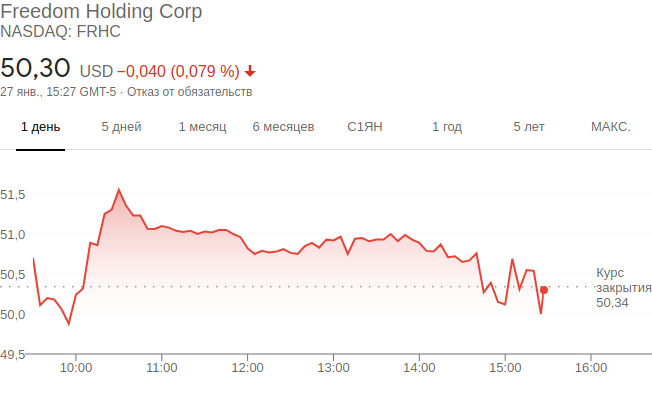 Freedom Holding Corp
NASDAQ: FRHC
50,30 USD −0,040 (0,079 %)
27 янв., 15:27 GMT-5 · Отказ от обязательств
1 день 5 дней 1 месяц 6 месяцев С1ЯН 1 год 5 лет МАКС.
51,5
51,0
50,5
Курс
закрытия
50,34
50,0
49,5
10:00 11:00 12:00 13:00 14:00 15:00 16:00